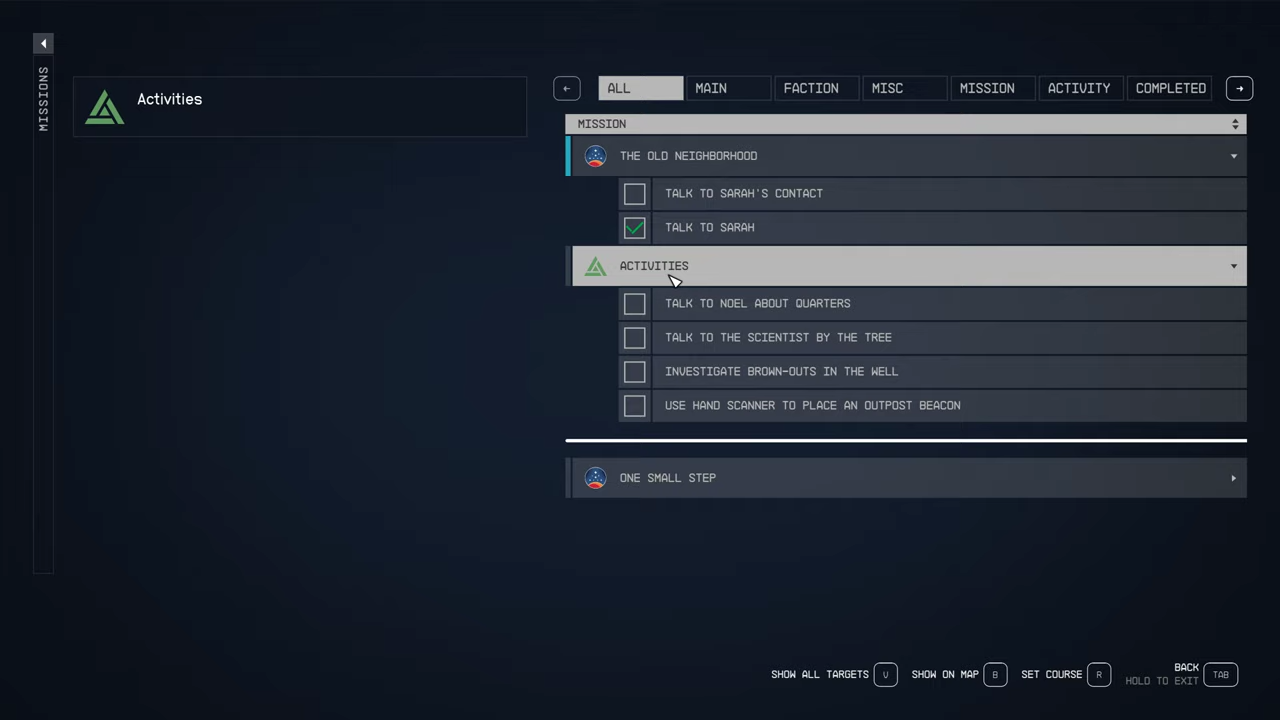 MISSIONS
Activities
ALL
MAIN
FACTION
MISC
MISSION
ACTIVITY
COMPLETED
MISSION
THE OLD NEIGHBORHOOD
TALK TO SARAH'S CONTACT
TALK TO SARAH
ACTIVITIES
TALK TO NOEL ABOUT QUARTERS
TALK TO THE SCIENTIST BY THE TREE
INVESTIGATE BROWN-OUTS IN THE WELL
USE HAND SCANNER TO PLACE AN OUTPOST BEACON
ONE SMALL STEP
SHOW ALL TARGETS V
SHOW ON MAP B
SET COURSE R
BACK
HOLD TO EXIT
TAB